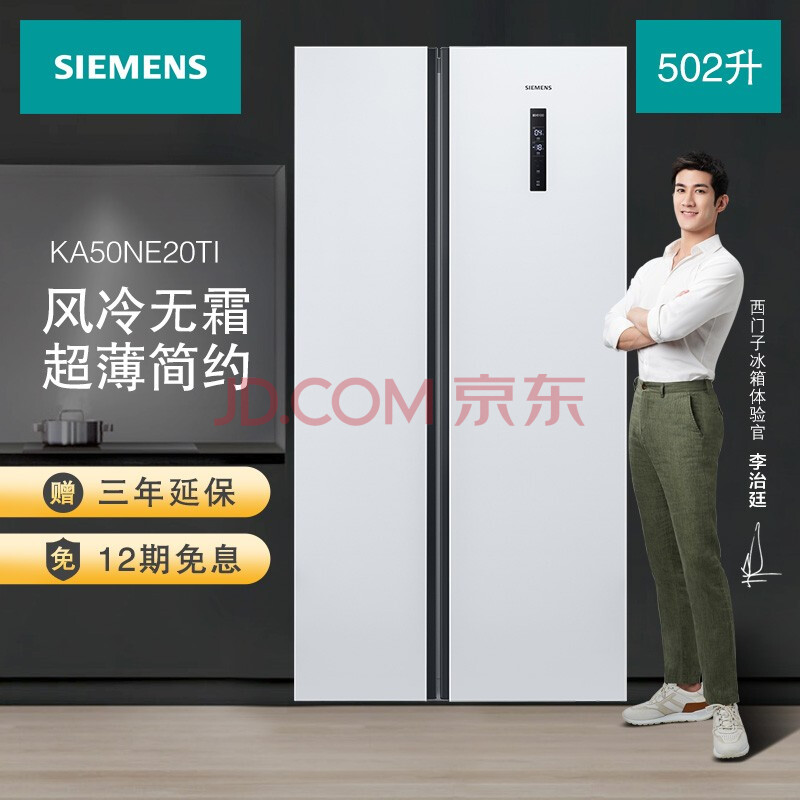 SIEMENS
502升
SIEMENS
04
-18
KA50NE20TI
风冷无霜
超薄简约
JD.COM 京东
赠 三年延保
免 12期免息
西门子冰箱体验官 李治廷